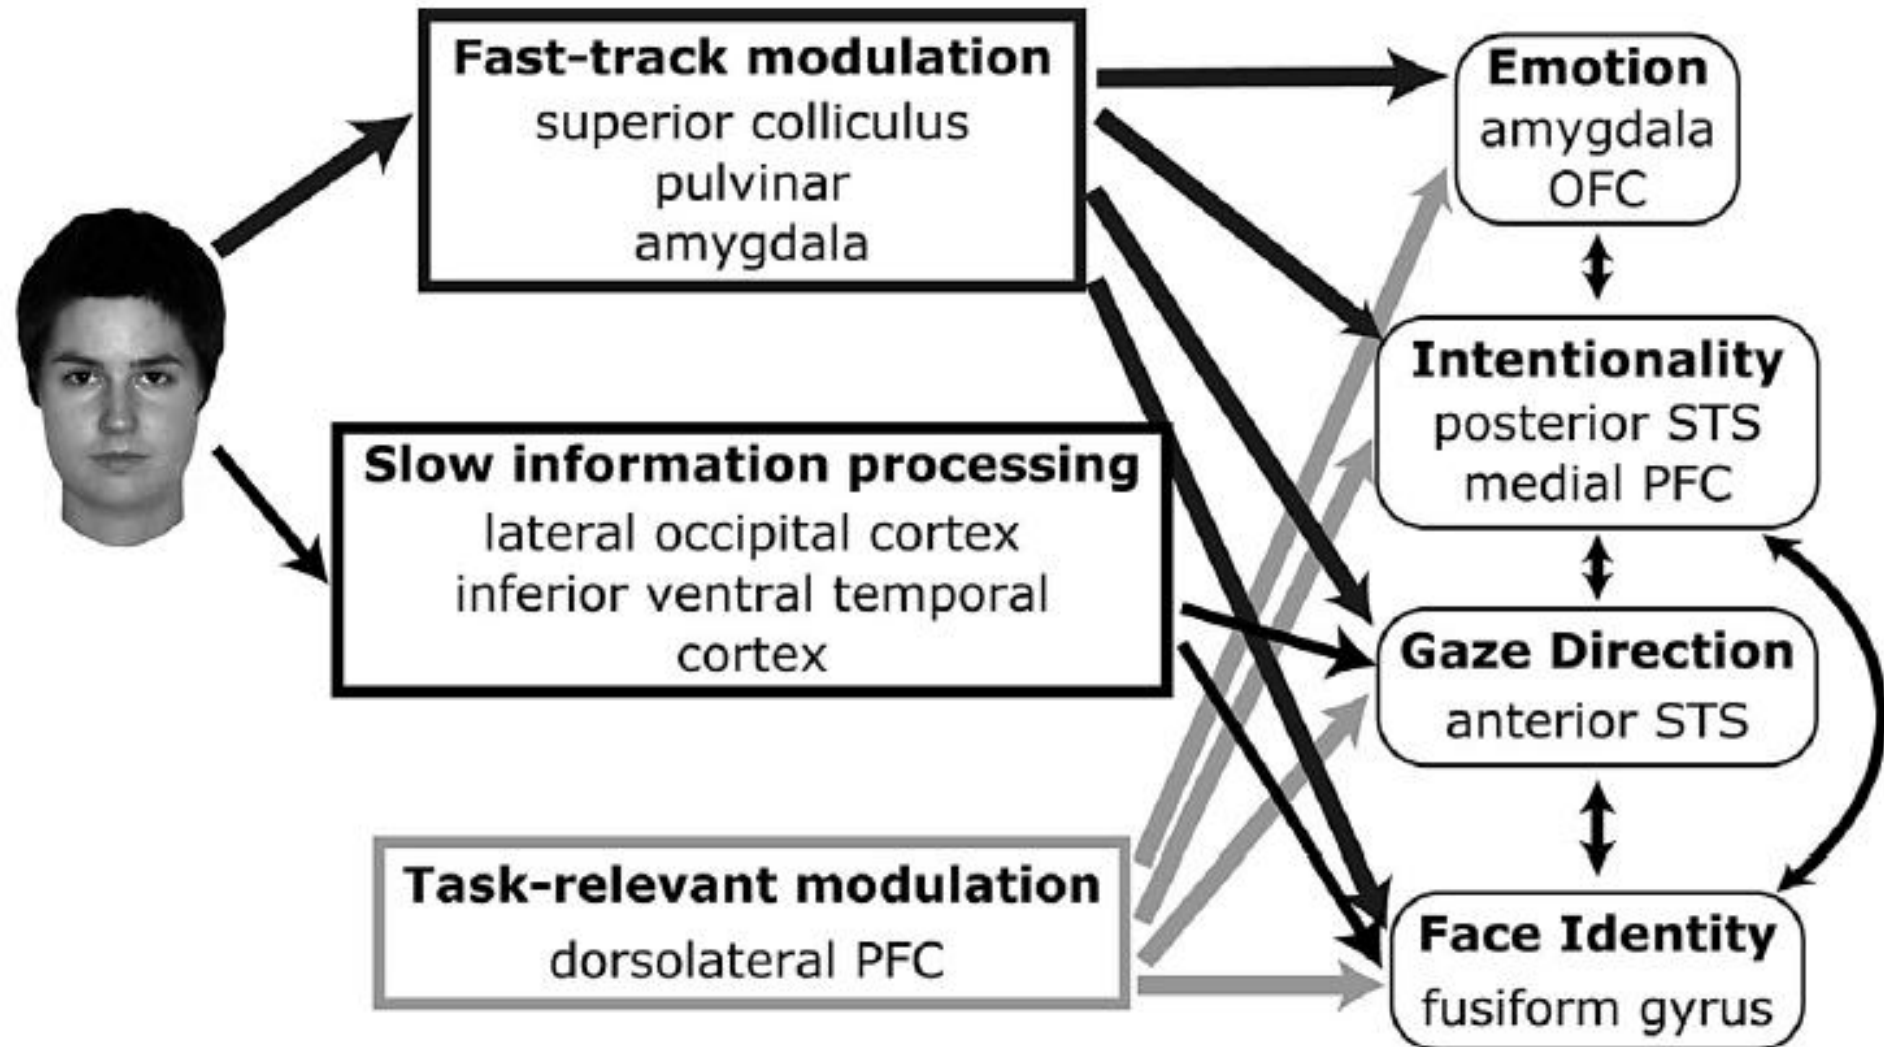 Fast-track modulation
superior colliculus
pulvinar
amygdala
Slow information processing
lateral occipital cortex
inferior ventral temporal
cortex
Task-relevant modulation
dorsolateral PFC
Emotion
amygdala
OFC
Intentionality
posterior STS
medial PFC
Gaze Direction
anterior STS
Face Identity
fusiform gyrus